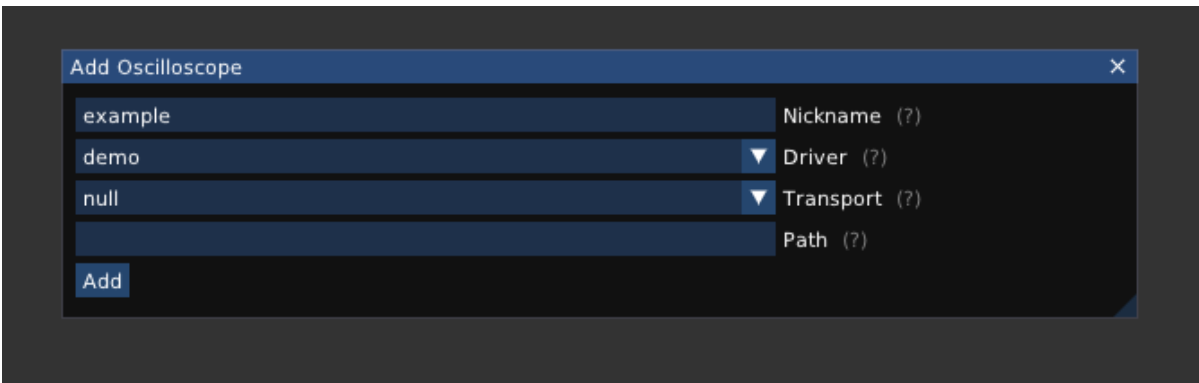 Add Oscilloscope
example Nickname (?)
demo Driver (?)
null Transport (?)
Path (?)
Add